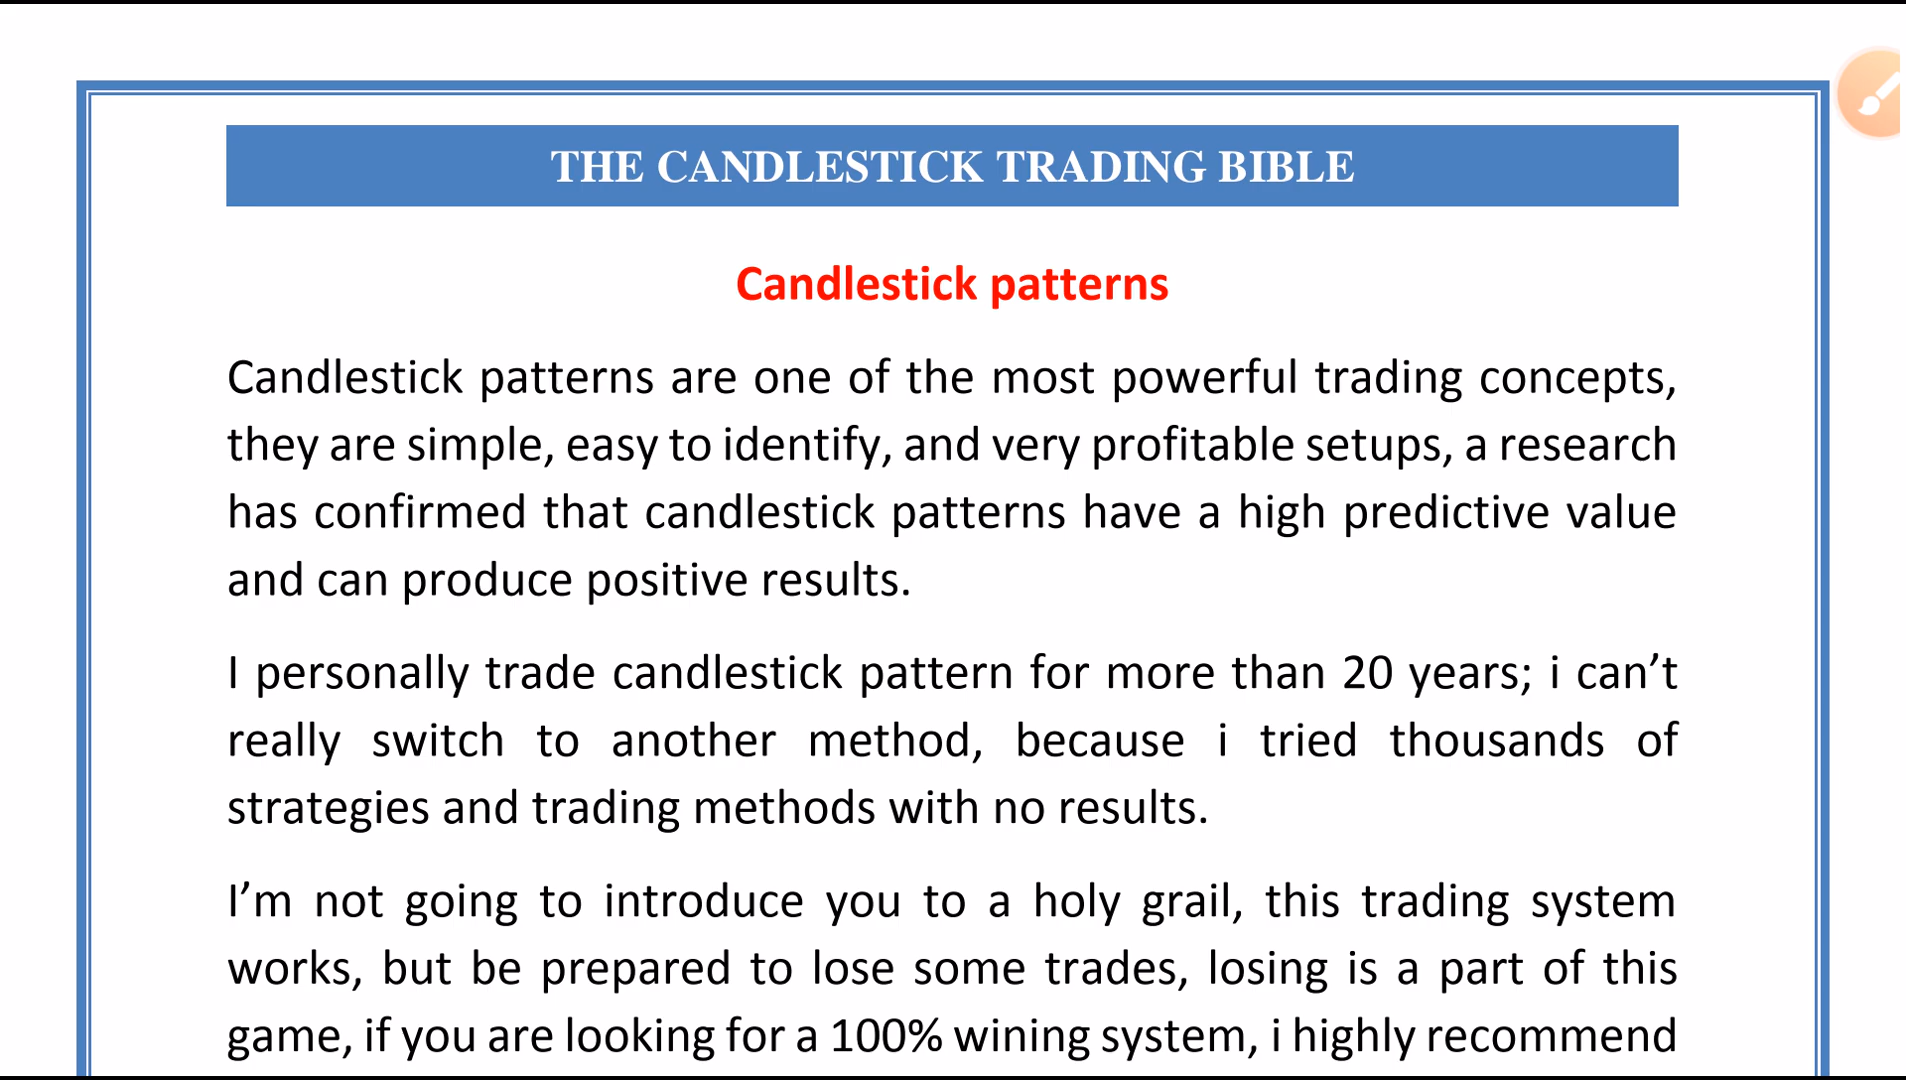 THE CANDLESTICK TRADING BIBLE
Candlestick patterns
Candlestick patterns are one of the most powerful trading concepts,
they are simple, easy to identify, and very profitable setups, a research
has confirmed that candlestick patterns have a high predictive value
and can produce positive results.
I personally trade candlestick pattern for more than 20 years; i can’t
really switch to another method, because i tried thousands of
strategies and trading methods with no results.
I’m not going to introduce you to a holy grail, this trading system
works, but be prepared to lose some trades, losing is a part of this
game, if you are looking for a 100% wining system, i highly recommend